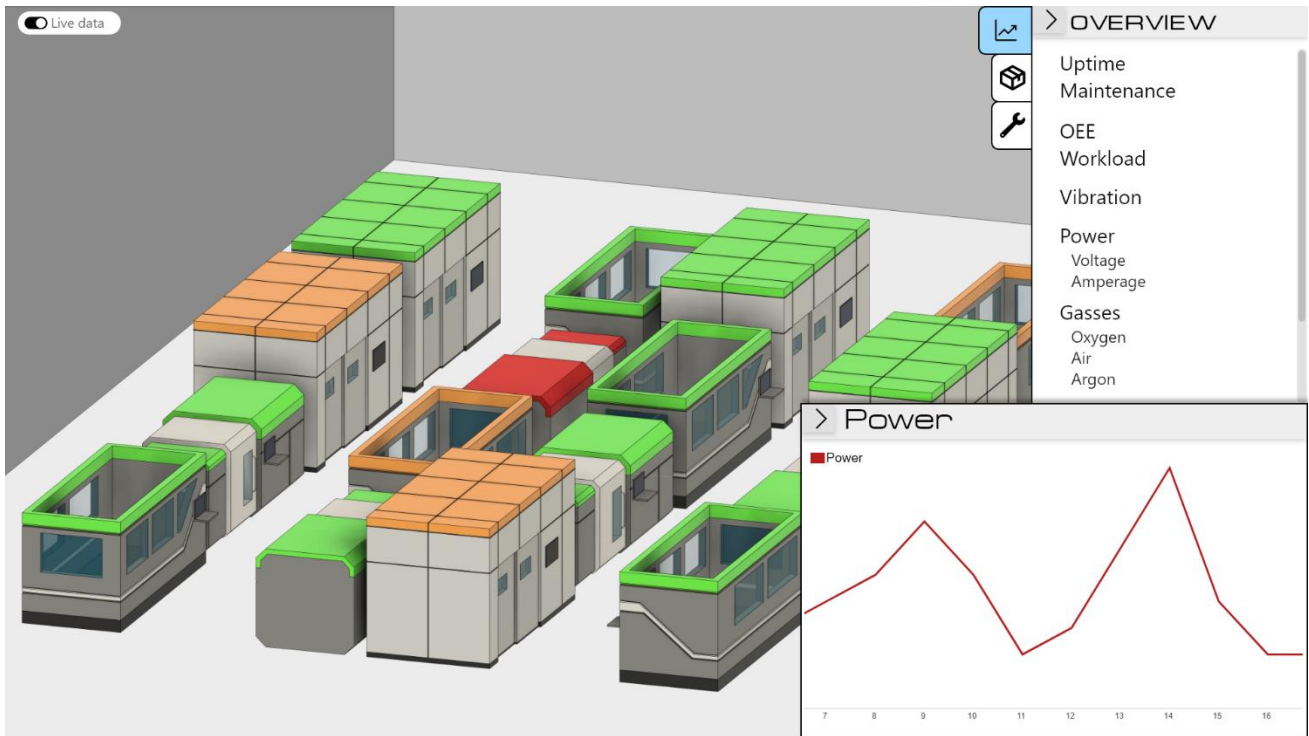 Live data
OVERVIEW
Uptime
Maintenance
OEE
Workload
Vibration
Power
Voltage
Amperage
Gasses
Oxygen
Air
Argon
Power
Power
7 8 9 10 11 12 13 14 15 16